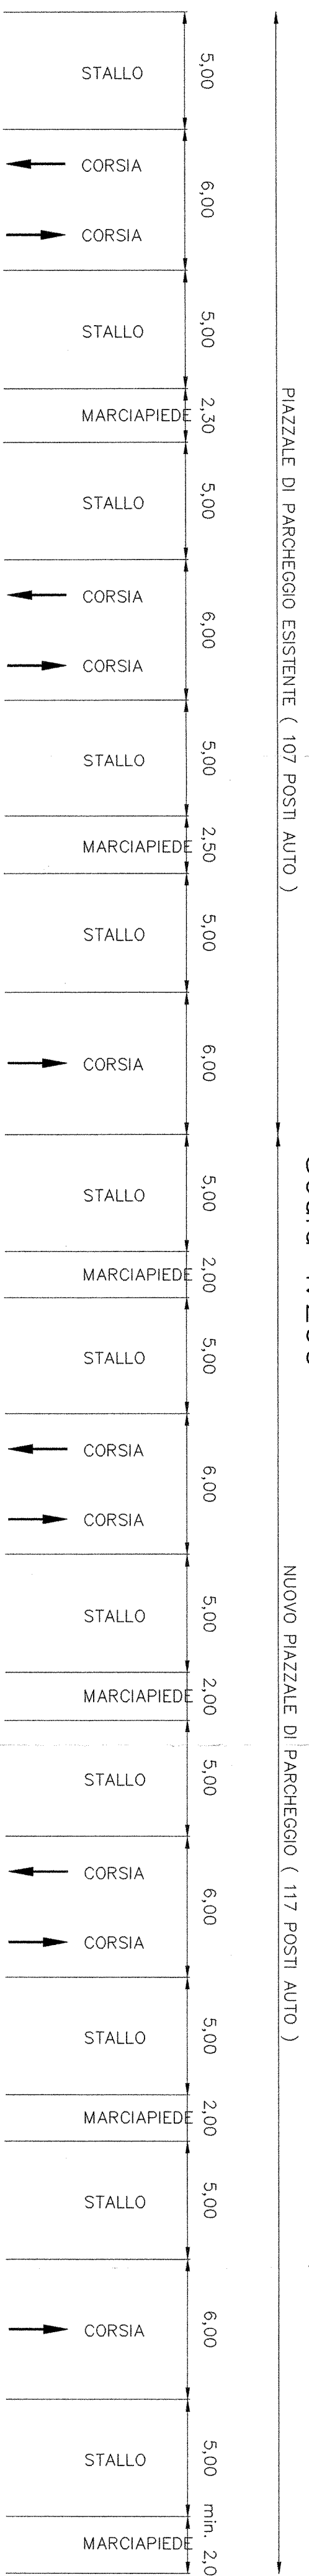 STALLO 5,00
CORSIA
6,00
CORSIA
STALLO 5,00
MARCIAPIEDE 2,30
STALLO 5,00
CORSIA
6,00
CORSIA
STALLO 5,00
MARCIAPIEDE 2,50
STALLO 5,00
CORSIA 6,00
PIAZZALE DI PARCHEGGIO ESISTENTE ( 107 POSTI AUTO )
STALLO 5,00
MARCIAPIEDE 2,00
STALLO 5,00
CORSIA
6,00
CORSIA
STALLO 5,00
MARCIAPIEDE 2,00
STALLO 5,00
CORSIA
6,00
CORSIA
STALLO 5,00
MARCIAPIEDE 2,00
STALLO 5,00
CORSIA 6,00
STALLO 5,00
MARCIAPIEDE min. 2,0
NUOVO PIAZZALE DI PARCHEGGIO ( 117 POSTI AUTO )